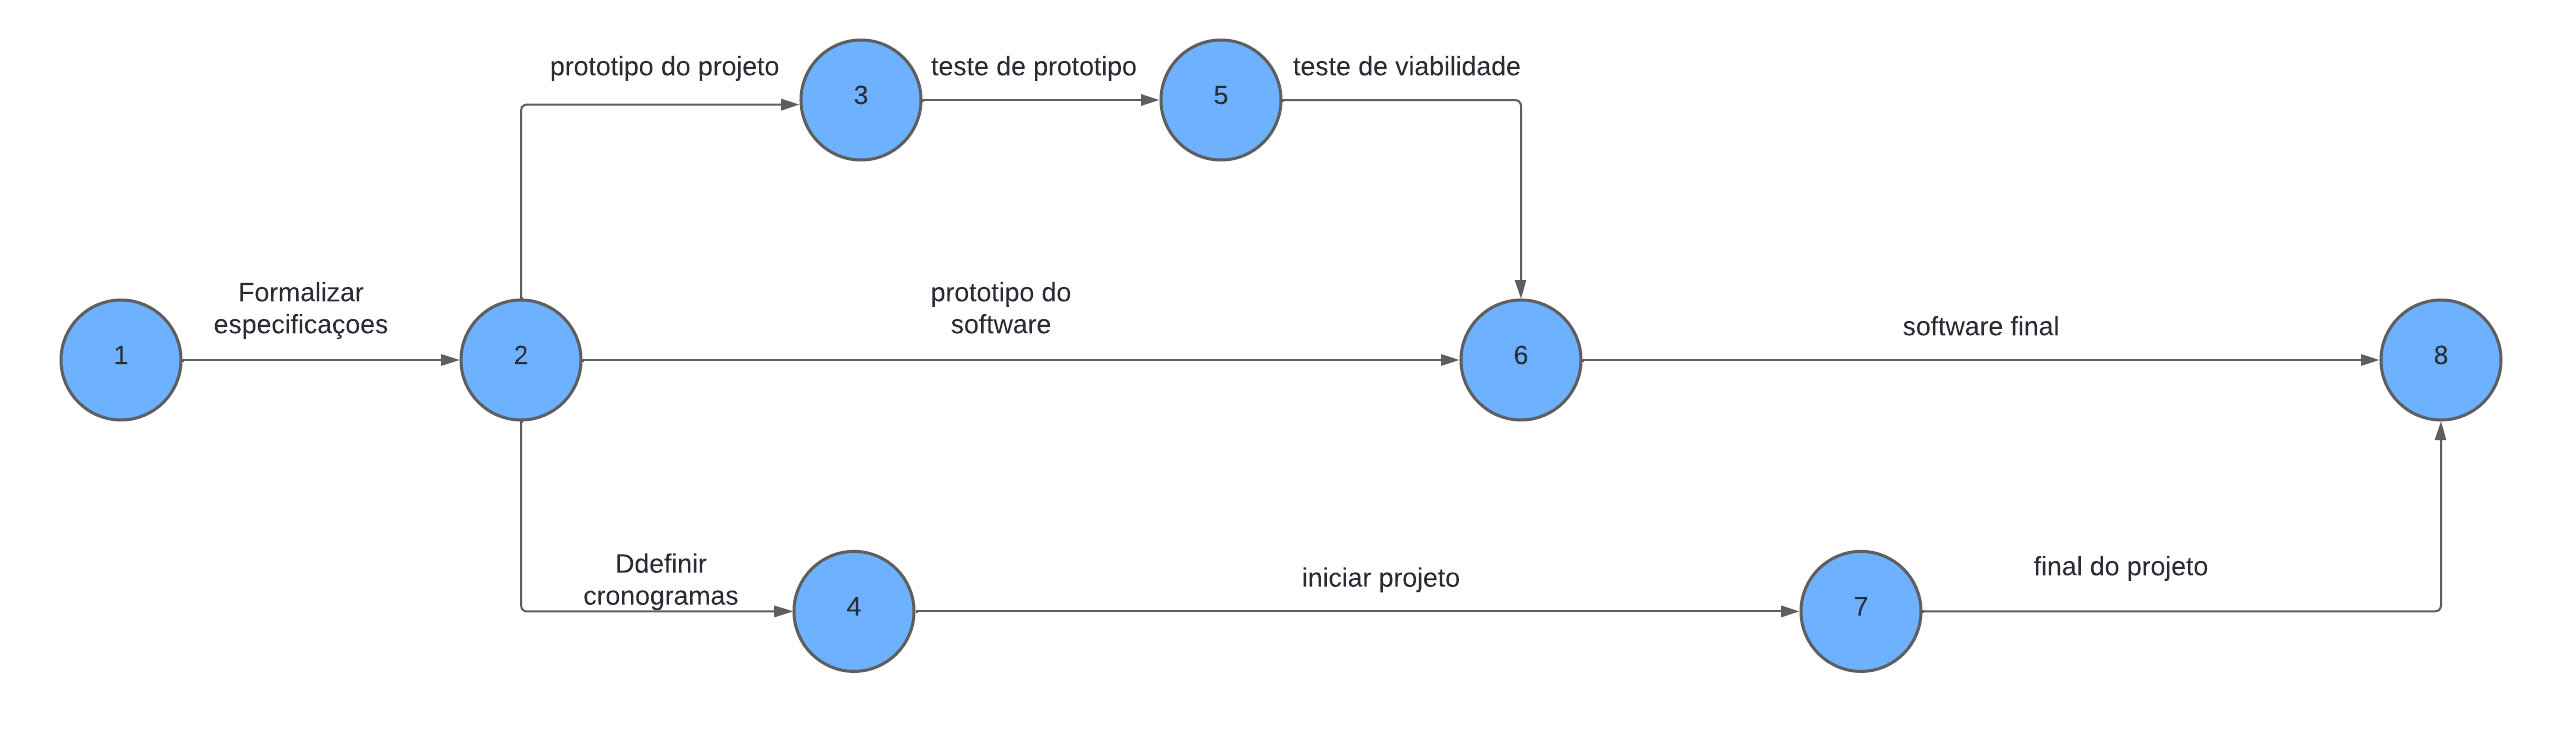 prototipo do projeto
3
teste de prototipo
5
teste de viabilidade
1
Formalizar
especificaçoes
2
prototipo do
software
6
software final
8
Ddefinir
cronogramas
4
iniciar projeto
7
final do projeto